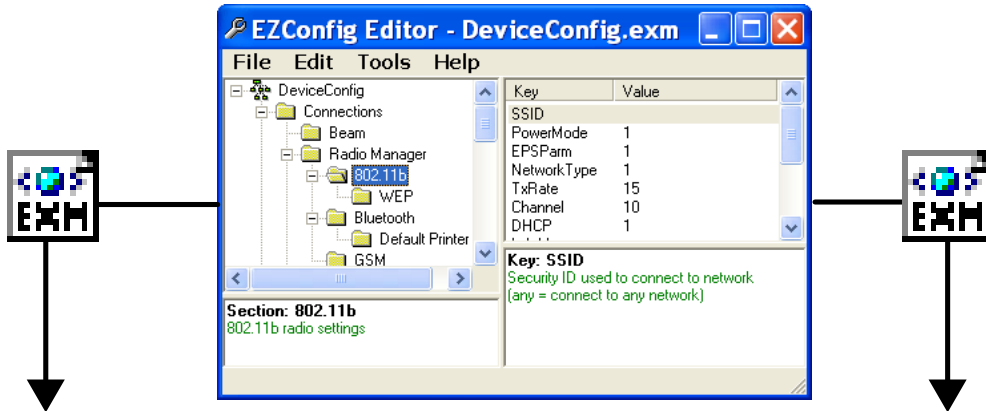 EZConfig Editor - DeviceConfig.exm
File Edit Tools Help
DeviceConfig
Connections
Beam
Radio Manager
802.11b
WEP
Bluetooth
Default Printer
GSM
Section: 802.11b
802.11b radio settings
Key Value
SSID
PowerMode 1
EPSParm 1
NetworkType 1
TxRate 15
Channel 10
DHCP 1
Key: SSID
Security ID used to connect to network
(any = connect to any network)
EXM
EXM